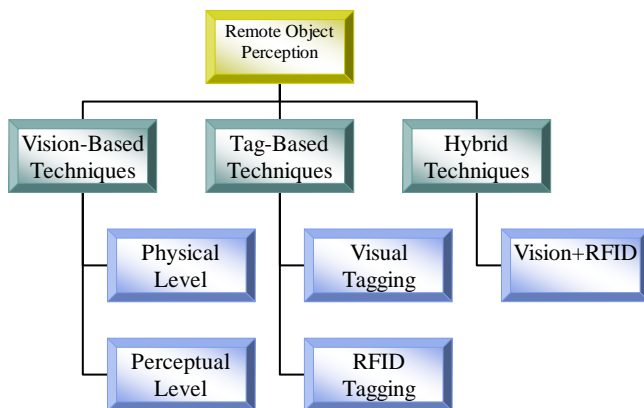 Remote Object
Perception
Vision-Based
Techniques
Tag-Based
Techniques
Hybrid
Techniques
Physical
Level
Visual
Tagging
Vision+RFID
Perceptual
Level
RFID
Tagging